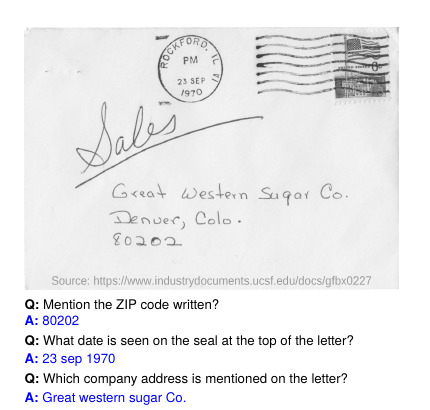 ROCKFORD, IL
PM
23 SEP
1970
Sales
Great Western Sugar Co.
Denver, Colo.
80202
Source: https://www.industrydocuments.ucsf.edu/docs/gfbx0227
Q: Mention the ZIP code written?
A: 80202
Q: What date is seen on the seal at the top of the letter?
A: 23 sep 1970
Q: Which company address is mentioned on the letter?
A: Great western sugar Co.